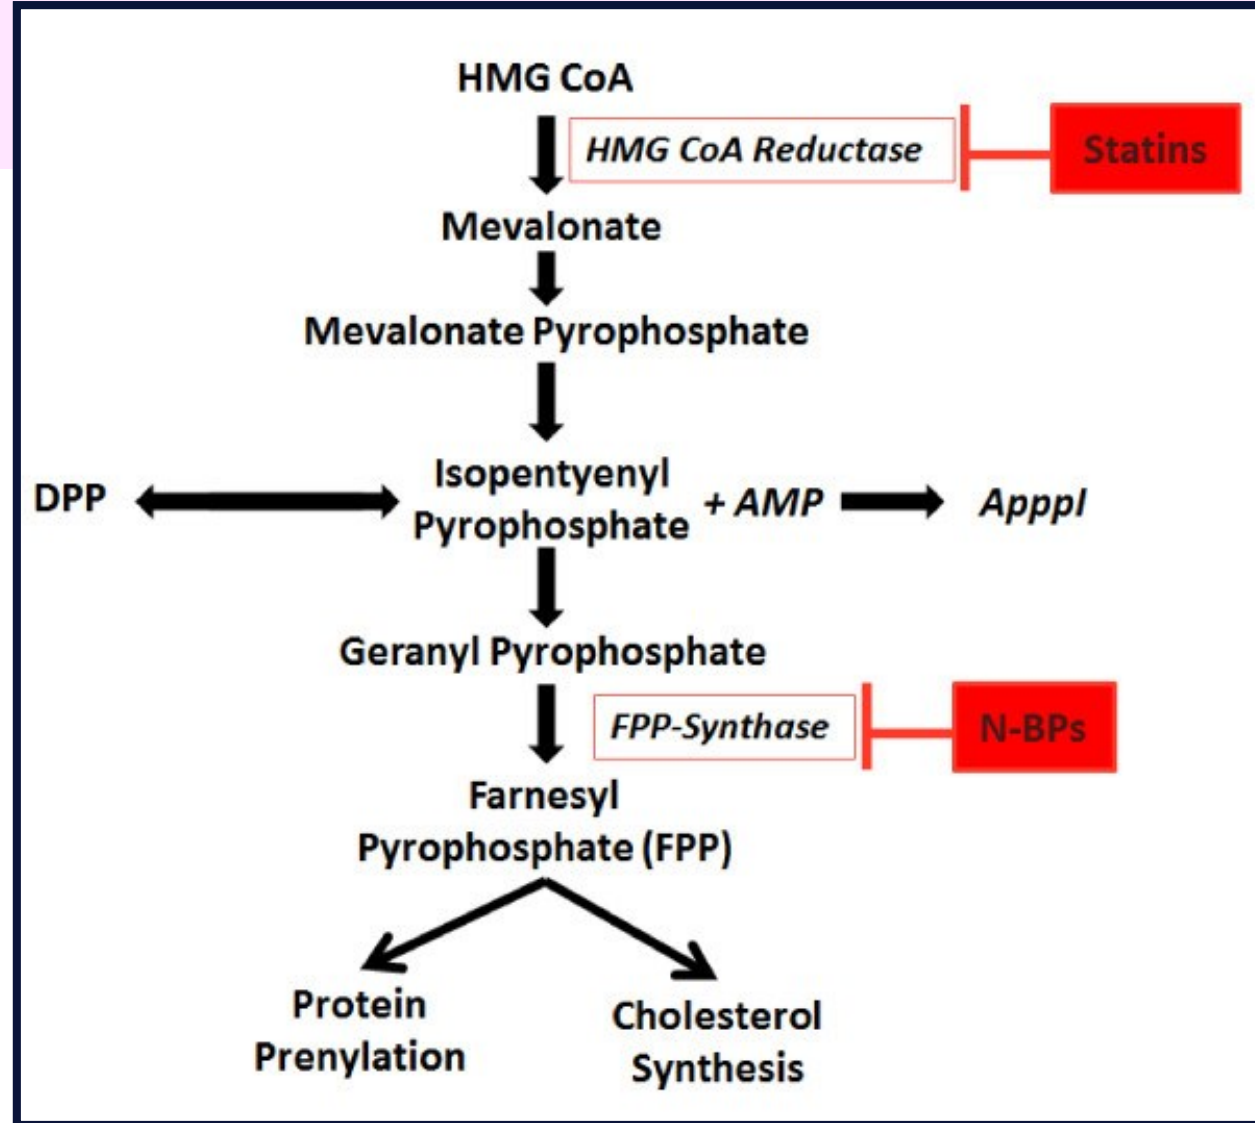 HMG CoA
HMG CoA Reductase
Statins
Mevalonate
Mevalonate Pyrophosphate
DPP
Isopentyenyl
Pyrophosphate
+ AMP
ApppI
Geranyl Pyrophosphate
FPP-Synthase
N-BPs
Farnesyl
Pyrophosphate (FPP)
Protein
Prenylation
Cholesterol
Synthesis